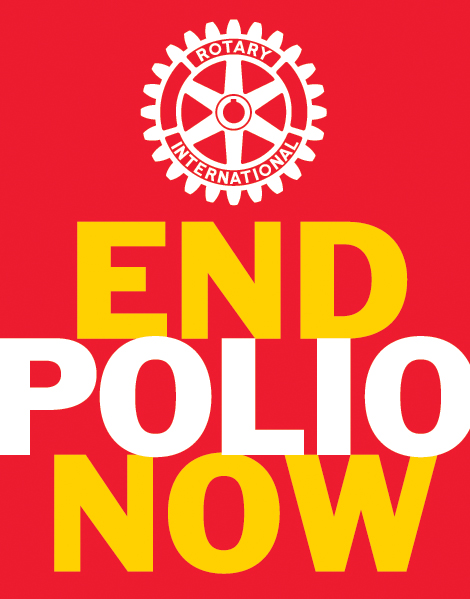 ROTARY
INTERNATIONAL
END
POLIO
NOW